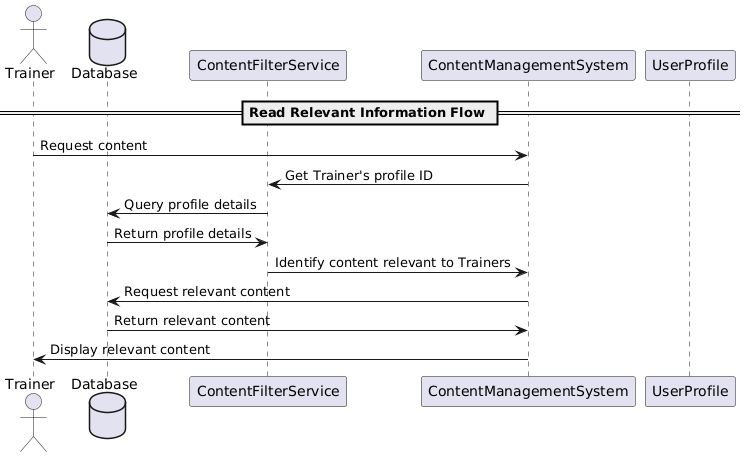 Trainer
Database
ContentFilterService
ContentManagementSystem
UserProfile
Read Relevant Information Flow
Request content
Get Trainer's profile ID
Query profile details
Return profile details
Identify content relevant to Trainers
Request relevant content
Return relevant content
Display relevant content
Trainer
Database
ContentFilterService
ContentManagementSystem
UserProfile